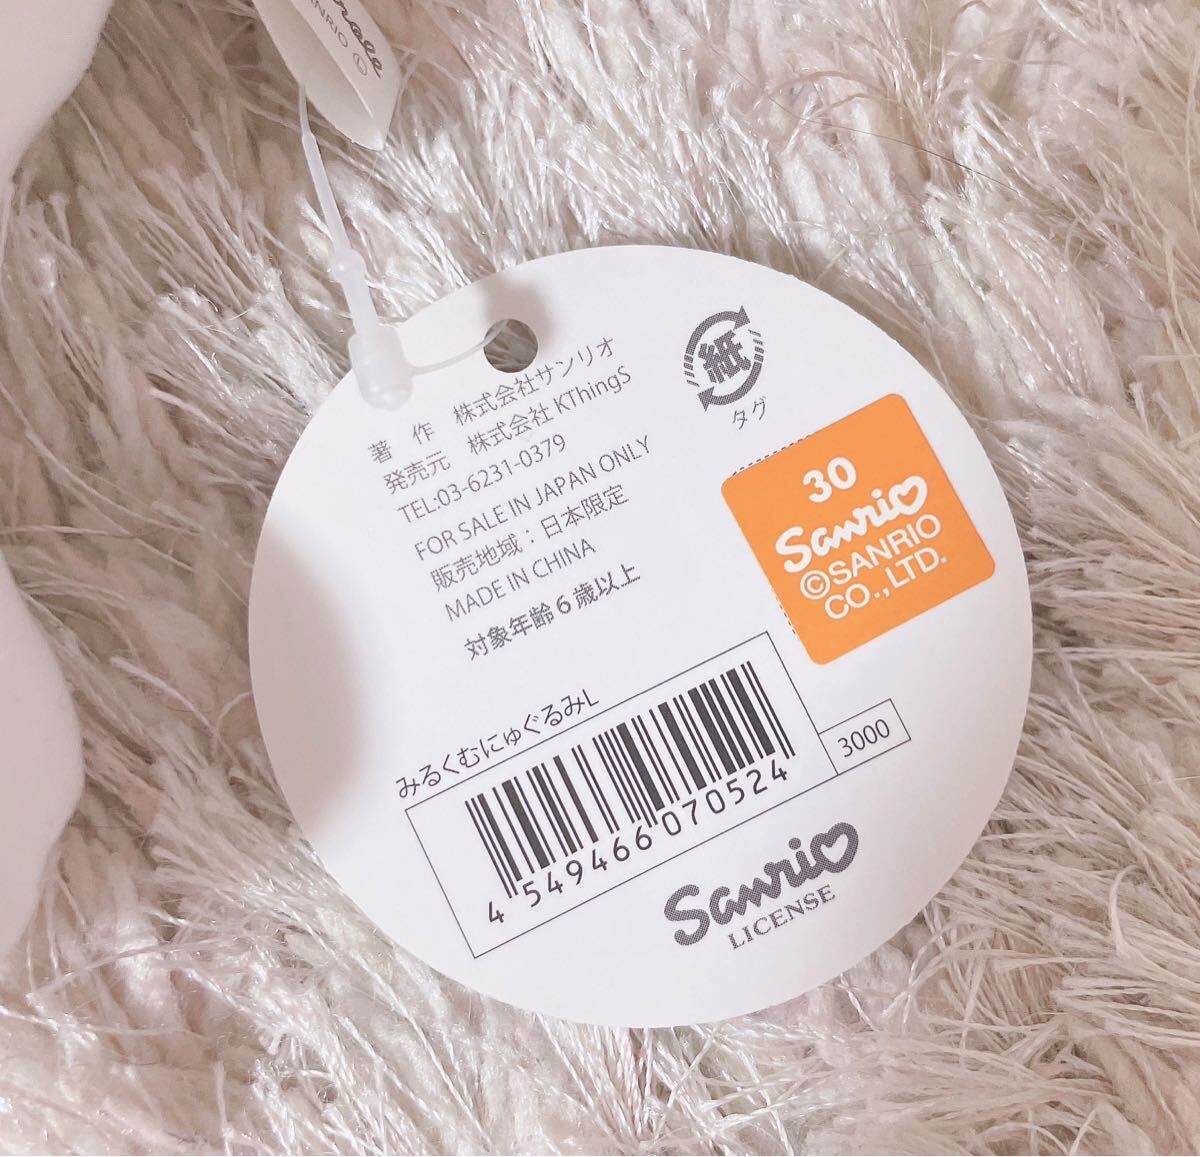 SANRIO Ⓛ
著 作 株式会社サンリオ
発売元 株式会社 KThingS
TEL:03-6231-0379
FOR SALE IN JAPAN ONLY
販売地域：日本限定
MADE IN CHINA
対象年齢6歳以上
紙
タグ
30
Sanrio
©SANRIO
CO.,LTD.
みるくむにゅぐるみL
4 549466 070524
3000
Sanrio
LICENSE